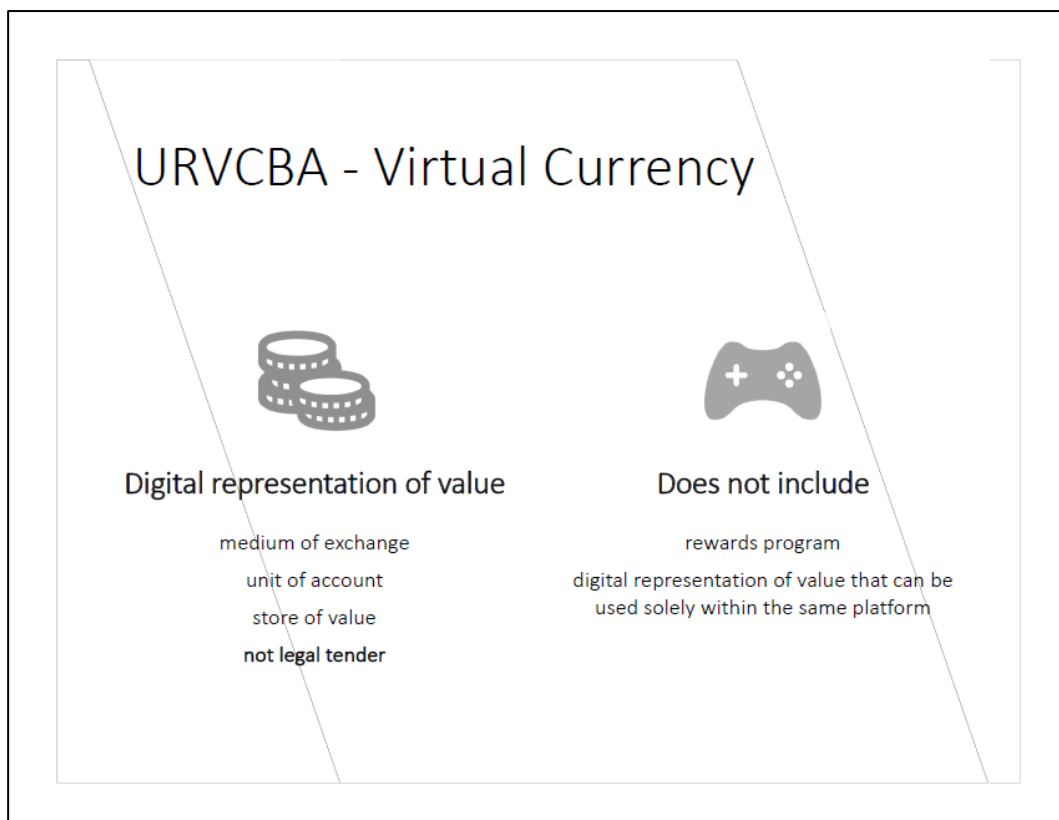 URVCBA - Virtual Currency
Digital representation of value
medium of exchange
unit of account
store of value
not legal tender
Does not include
rewards program
digital representation of value that can be
used solely within the same platform